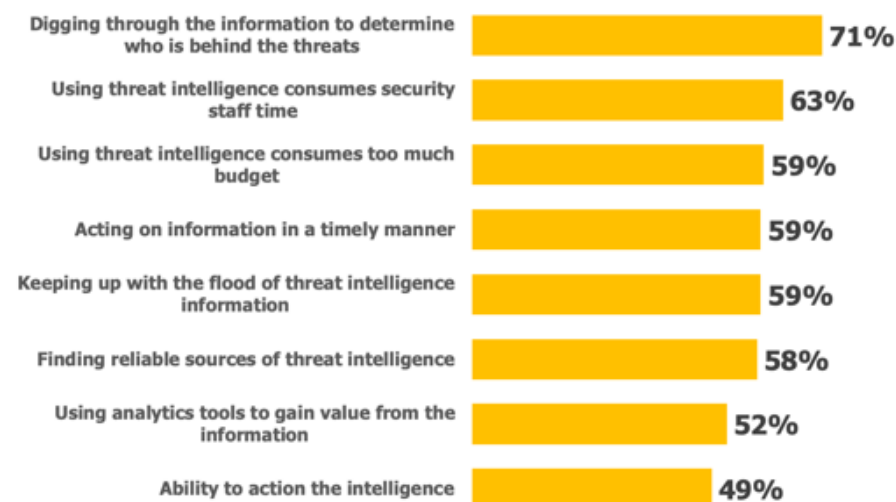 Digging through the information to determine
who is behind the threats
71%
Using threat intelligence consumes security
staff time
63%
Using threat intelligence consumes too much
budget
59%
Acting on information in a timely manner
59%
Keeping up with the flood of threat intelligence
information
59%
Finding reliable sources of threat intelligence
58%
Using analytics tools to gain value from the
information
52%
Ability to action the intelligence
49%